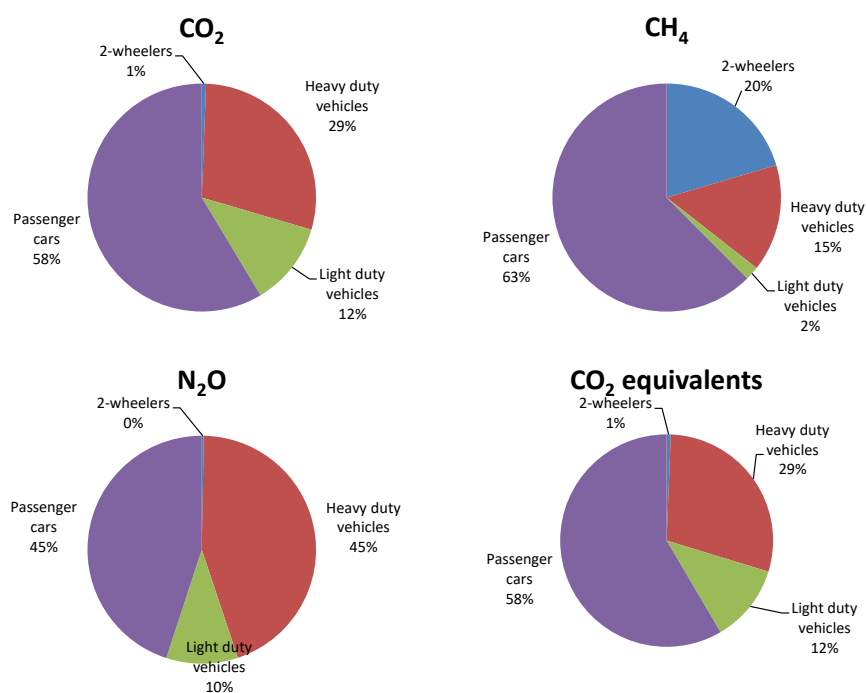 CO₂
2-wheelers
1%
Heavy duty
vehicles
29%
Passenger
cars
58%
Light duty
vehicles
12%
CH₄
2-wheelers
20%
Heavy duty
vehicles
15%
Passenger
cars
63%
Light duty
vehicles
2%
N₂O
2-wheelers
0%
Passenger
cars
45%
Heavy duty
vehicles
45%
Light duty
vehicles
10%
CO₂ equivalents
2-wheelers
1%
Heavy duty
vehicles
29%
Passenger
cars
58%
Light duty
vehicles
12%